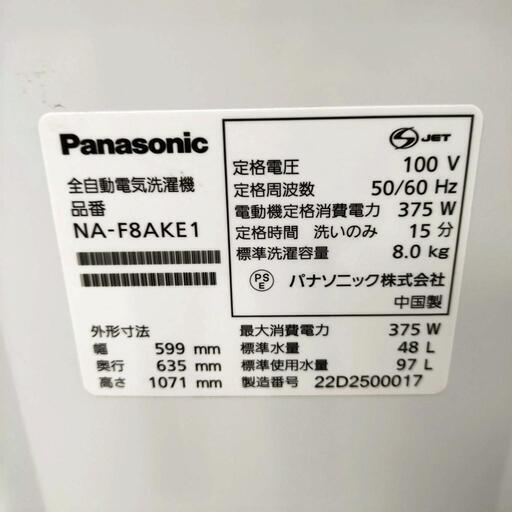 Panasonic
全自動電気洗濯機
品番
NA-F8AKE1
外形寸法
幅 599 mm
奥行 635 mm
高さ 1071 mm
S JET
定格電圧 100 V
定格周波数 50/60 Hz
電動機定格消費電力 375 W
定格時間 洗いのみ 15 分
標準洗濯容量 8.0 kg
PS
E
パナソニック株式会社
中国製
最大消費電力 375 W
標準水量 48 L
標準使用水量 97 L
製造番号 22D2500017